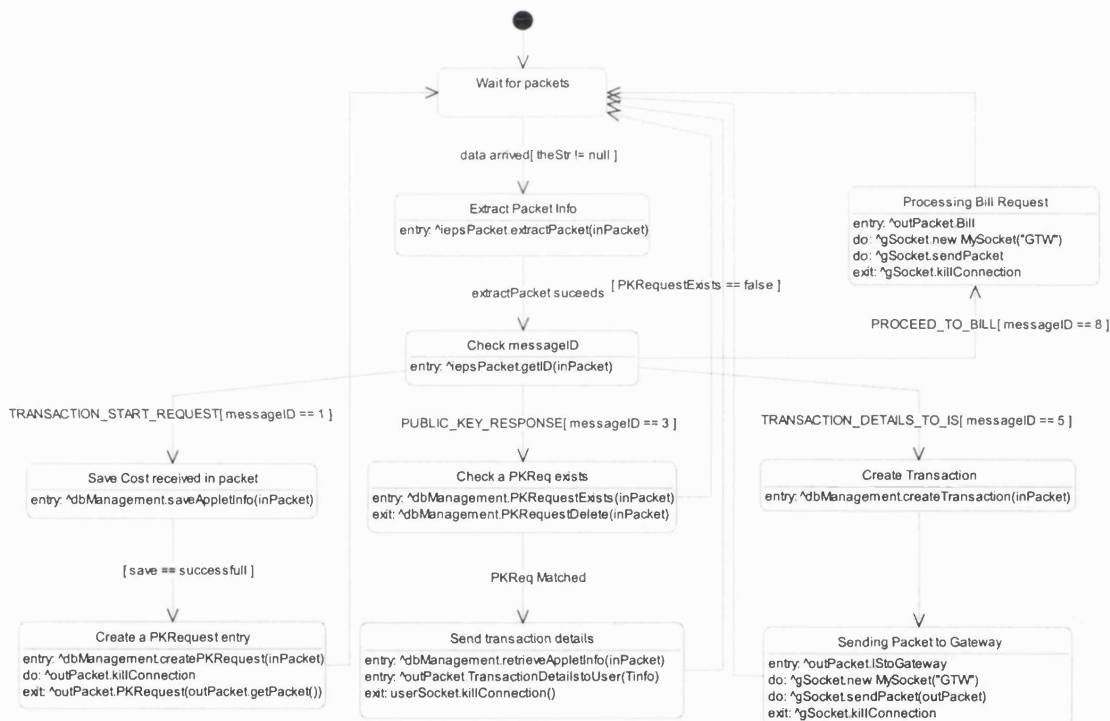 Wait for packets
data arrived[ theStr != null ]
Extract Packet Info
entry: ^iepsPacket.extractPacket(inPacket)
Processing Bill Request
entry: ^outPacket.Bill
do: ^gSocket.new MySocket("GTW")
do: ^gSocket.sendPacket
exit: ^gSocket.killConnection
[ PKRequestExists == false ]
extractPacket suceeds
PROCEED_TO_BILL[ messageID == 8 ]
Check messageID
entry: ^iepsPacket.getID(inPacket)
TRANSACTION_START_REQUEST[ messageID == 1 ]
PUBLIC_KEY_RESPONSE[ messageID == 3 ]
TRANSACTION_DETAILS_TO_IS[ messageID == 5 ]
Save Cost received in packet
entry: ^dbManagement.saveAppletInfo(inPacket)
Check a PKReq exists
entry: ^dbManagement.PKRequestExists(inPacket)
exit: ^dbManagement.PKRequestDelete(inPacket)
Create Transaction
entry: ^dbManagement.createTransaction(inPacket)
[ save == successfull ]
PKReq Matched
Create a PKRequest entry
entry: ^dbManagement.createPKRequest(inPacket)
do: ^outPacket.killConnection
exit: ^outPacket.PKRequest(outPacket.getPacket())
Send transaction details
entry: ^dbManagement.retrieveAppletInfo(inPacket)
entry: ^outPacket.TransactionDetailstoUser(Tinfo)
exit: userSocket.killConnection()
Sending Packet to Gateway
entry: ^outPacket.IStoGateway
do: ^gSocket.new MySocket("GTW")
do: ^gSocket.sendPacket(outPacket)
exit: ^gSocket.killConnection